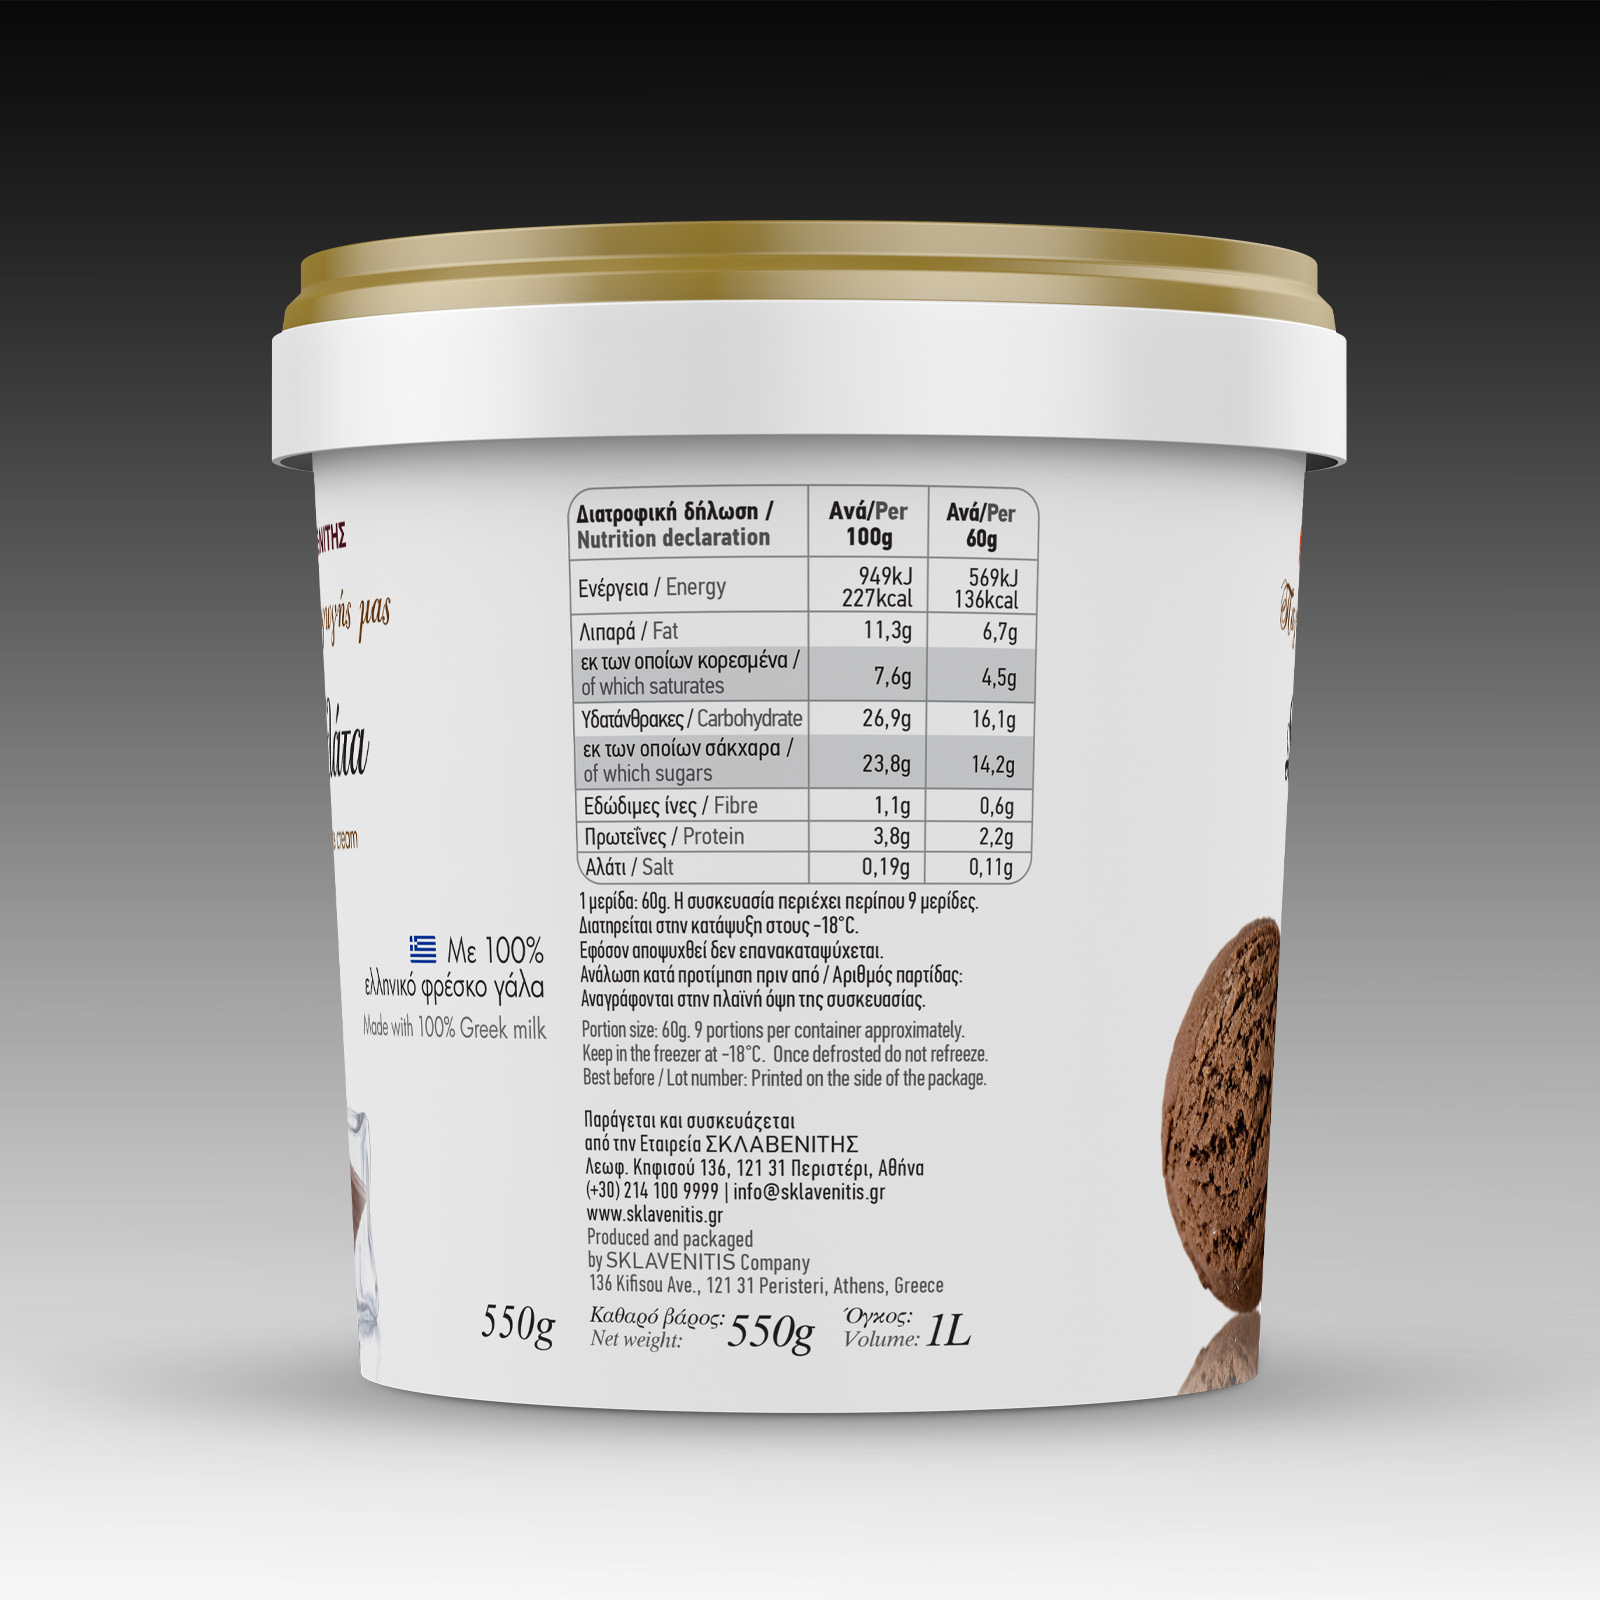 Διατροφική δήλωση /
Nutrition declaration
Ανά/Per
100g
Ανά/Per
60g
Ενέργεια / Energy
949kJ
227kcal
569kJ
136kcal
Λιπαρά / Fat 11,3g 6,7g
εκ των οποίων κορεσμένα /
of which saturates
7,6g 4,5g
Υδατάνθρακες / Carbohydrate 26,9g 16,1g
εκ των οποίων σάκχαρα /
of which sugars
23,8g 14,2g
Εδώδιμες ίνες / Fibre 1,1g 0,6g
Πρωτεΐνες / Protein 3,8g 2,2g
Αλάτι / Salt 0,19g 0,11g
1 μερίδα: 60g. Η συσκευασία περιέχει περίπου 9 μερίδες.
Διατηρείται στην κατάψυξη στους -18°C.
Εφόσον αποψυχθεί δεν επανακαταψύχεται.
Ανάλωση κατά προτίμηση πριν από / Αριθμός παρτίδας:
Αναγράφονται στην πλαϊνή όψη της συσκευασίας.
Portion size: 60g. 9 portions per container approximately.
Keep in the freezer at -18°C. Once defrosted do not refreeze.
Best before / Lot number: Printed on the side of the package.
Παράγεται και συσκευάζεται
από την Εταιρεία ΣΚΛΑΒΕΝΙΤΗΣ
Λεωφ. Κηφισού 136, 121 31 Περιστέρι, Αθήνα
(+30) 214 100 9999 | info@sklavenitis.gr
www.sklavenitis.gr
Produced and packaged
by SKLAVENITIS Company
136 Kifisou Ave., 121 31 Peristeri, Athens, Greece
Καθαρό βάρος: 550g
Net weight:
Όγκος: 1L
Volume:
μας
cream
Με 100%
ελληνικό φρέσκο γάλα
Made with 100% Greek milk
550g